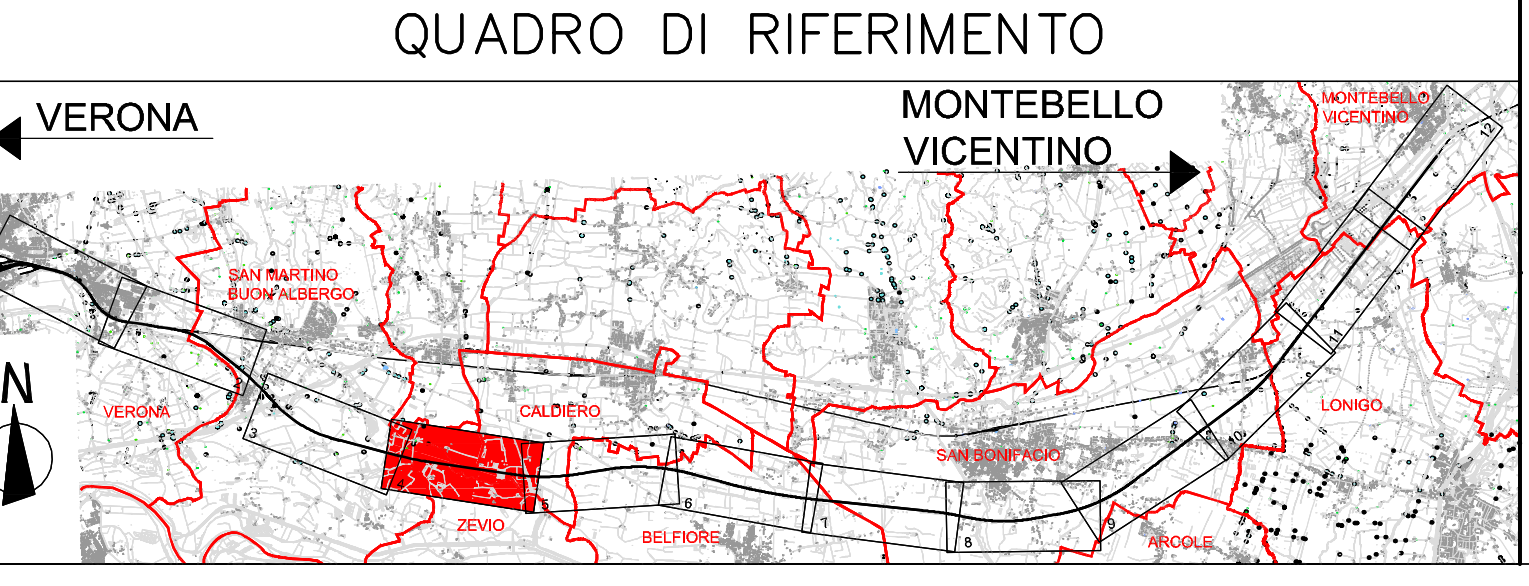 QUADRO DI RIFERIMENTO
VERONA
MONTEBELLO
VICENTINO
MONTEBELLO
VICENTINO
12
SAN MARTINO
BUON ALBERGO
N
VERONA
3
4
5
6
7
8
9
10
11
CALDIERO
LONIGO
SAN BONIFACIO
ZEVIO
BELFIORE
ARCOLE